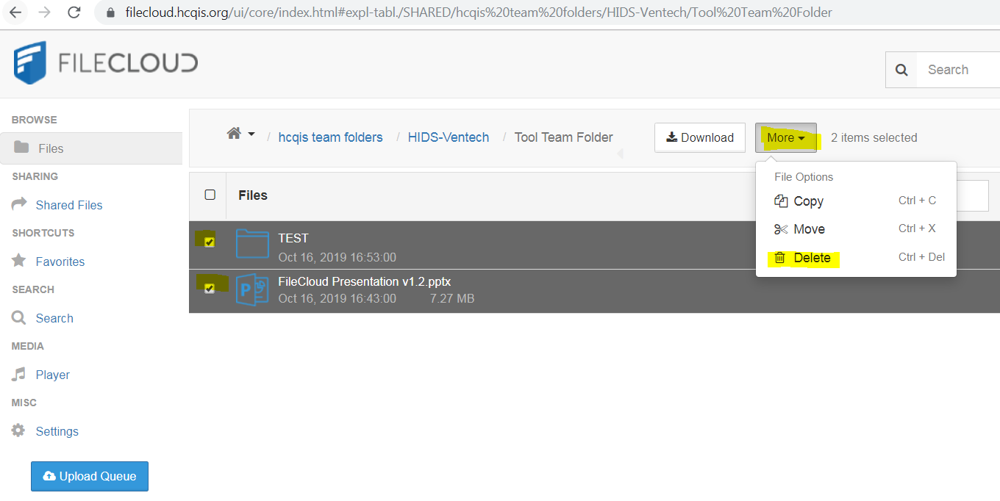 filecloud.hcqis.org/ui/core/index.html#expl-tabl./SHARED/hcqis%20team%20folders/HIDS-Ventech/Tool%20Team%20Folder
FILECLOUD
Search
BROWSE
Files
SHARING
Shared Files
SHORTCUTS
Favorites
SEARCH
Search
MEDIA
Player
MISC
Settings
Upload Queue
/ hcqis team folders / HIDS-Ventech / Tool Team Folder
Download
More
2 items selected
File Options
Copy Ctrl + C
Move Ctrl + X
Delete Ctrl + Del
Files
TEST
Oct 16, 2019 16:53:00
FileCloud Presentation v1.2.pptx
Oct 16, 2019 16:43:00 7.27 MB